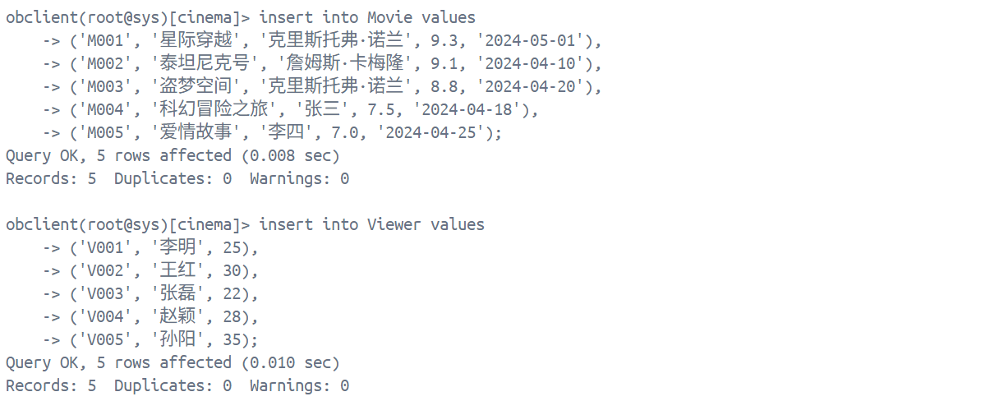 obclient(root@sys)[cinema]> insert into Movie values
    -> ('M001', '星际穿越', '克里斯托弗·诺兰', 9.3, '2024-05-01'),
    -> ('M002', '泰坦尼克号', '詹姆斯·卡梅隆', 9.1, '2024-04-10'),
    -> ('M003', '盗梦空间', '克里斯托弗·诺兰', 8.8, '2024-04-20'),
    -> ('M004', '科幻冒险之旅', '张三', 7.5, '2024-04-18'),
    -> ('M005', '爱情故事', '李四', 7.0, '2024-04-25');
Query OK, 5 rows affected (0.008 sec)
Records: 5  Duplicates: 0  Warnings: 0

obclient(root@sys)[cinema]> insert into Viewer values
    -> ('V001', '李明', 25),
    -> ('V002', '王红', 30),
    -> ('V003', '张磊', 22),
    -> ('V004', '赵颖', 28),
    -> ('V005', '孙阳', 35);
Query OK, 5 rows affected (0.010 sec)
Records: 5  Duplicates: 0  Warnings: 0